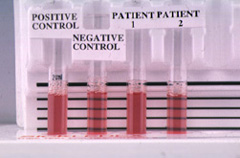 POSITIVE
CONTROL
NEGATIVE
CONTROL
PATIENT
1
PATIENT
2